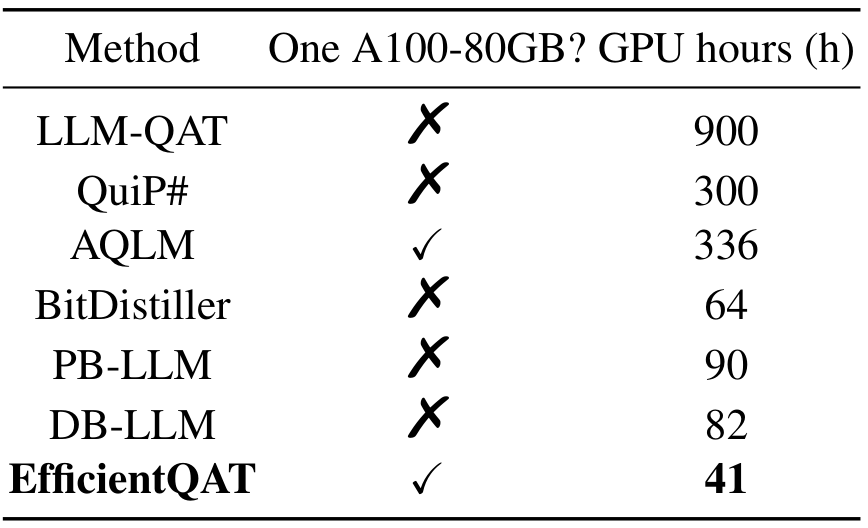 Method One A100-80GB? GPU hours (h)
LLM-QAT ✗ 900
QuiP# ✗ 300
AQLM ✓ 336
BitDistiller ✗ 64
PB-LLM ✗ 90
DB-LLM ✗ 82
EfficientQAT ✓ 41